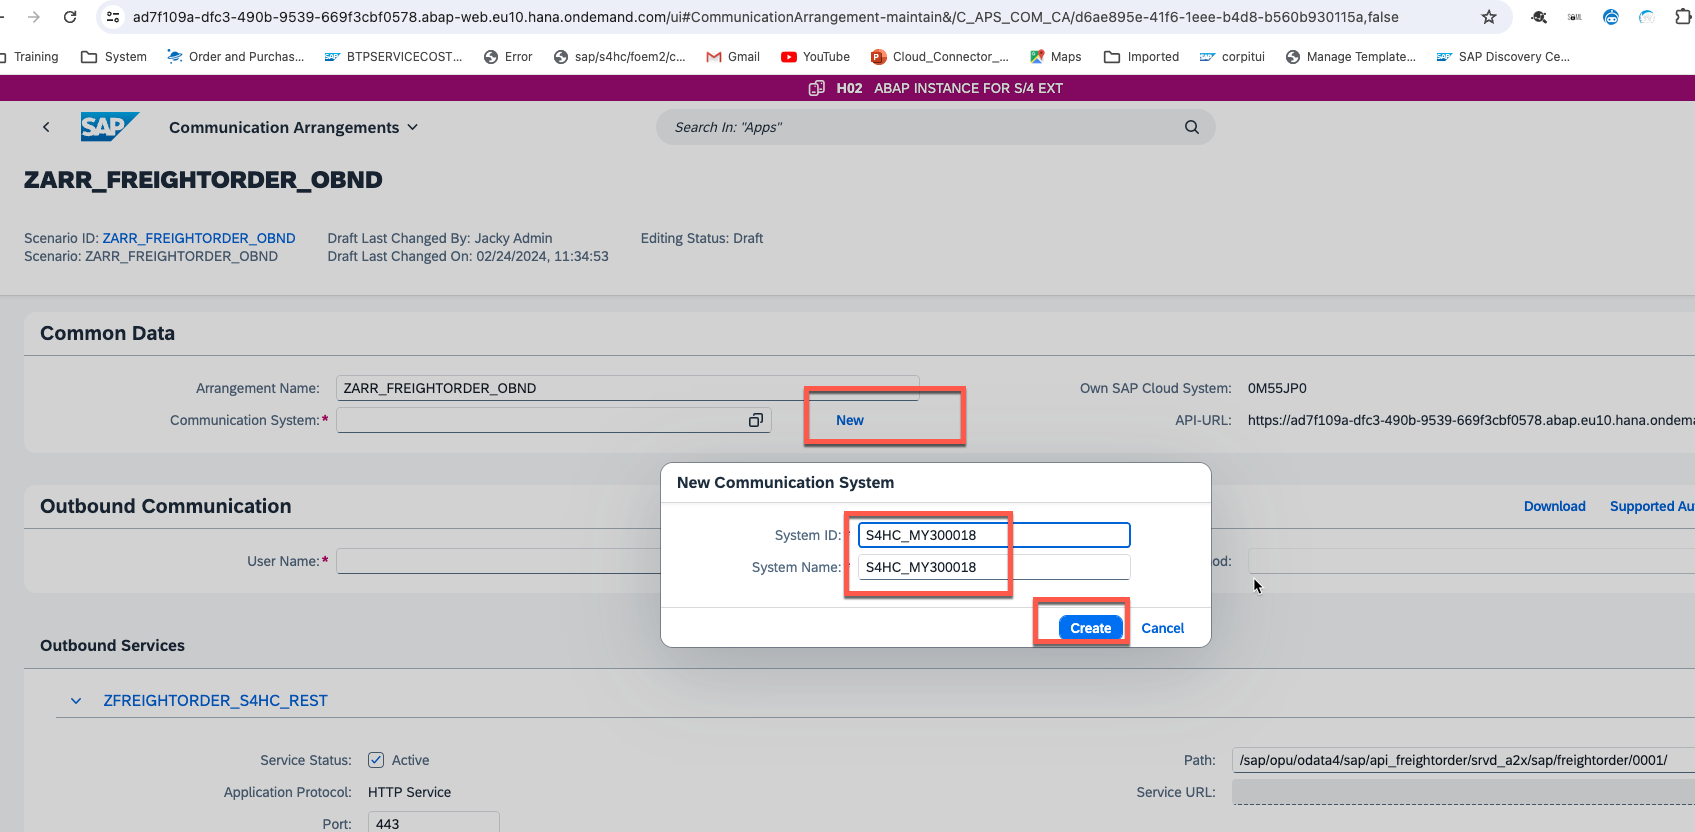 ad7f109a-dfc3-490b-9539-669f3cbf0578.abap-web.eu10.hana.ondemand.com/ui#CommunicationArrangement-maintain&/C_APS_COM_CA/d6ae895e-41f6-1eee-b4d8-b560b930115a,false
Training System Order and Purchas... BTPSERVICECOST... Error sap/s4hc/foem2/c... Gmail YouTube Cloud_Connector_... Maps Imported corpitui Manage Template... SAP Discovery Ce...
H02 ABAP INSTANCE FOR S/4 EXT
SAP Communication Arrangements Search In: "Apps"
ZARR_FREIGHTORDER_OBND
Scenario ID: ZARR_FREIGHTORDER_OBND Draft Last Changed By: Jacky Admin Editing Status: Draft
Scenario: ZARR_FREIGHTORDER_OBND Draft Last Changed On: 02/24/2024, 11:34:53
Common Data
Arrangement Name: ZARR_FREIGHTORDER_OBND Own SAP Cloud System: 0M55JP0
Communication System:* New API-URL: https://ad7f109a-dfc3-490b-9539-669f3cbf0578.abap.eu10.hana.ondema
New Communication System
Outbound Communication Download Supported Au
System ID: S4HC_MY300018
User Name:* od:
System Name: S4HC_MY300018
Create Cancel
Outbound Services
ZFREIGHTORDER_S4HC_REST
Service Status: Active Path: /sap/opu/odata4/sap/api_freightorder/srvd_a2x/sap/freightorder/0001/
Application Protocol: HTTP Service Service URL:
Port: 443